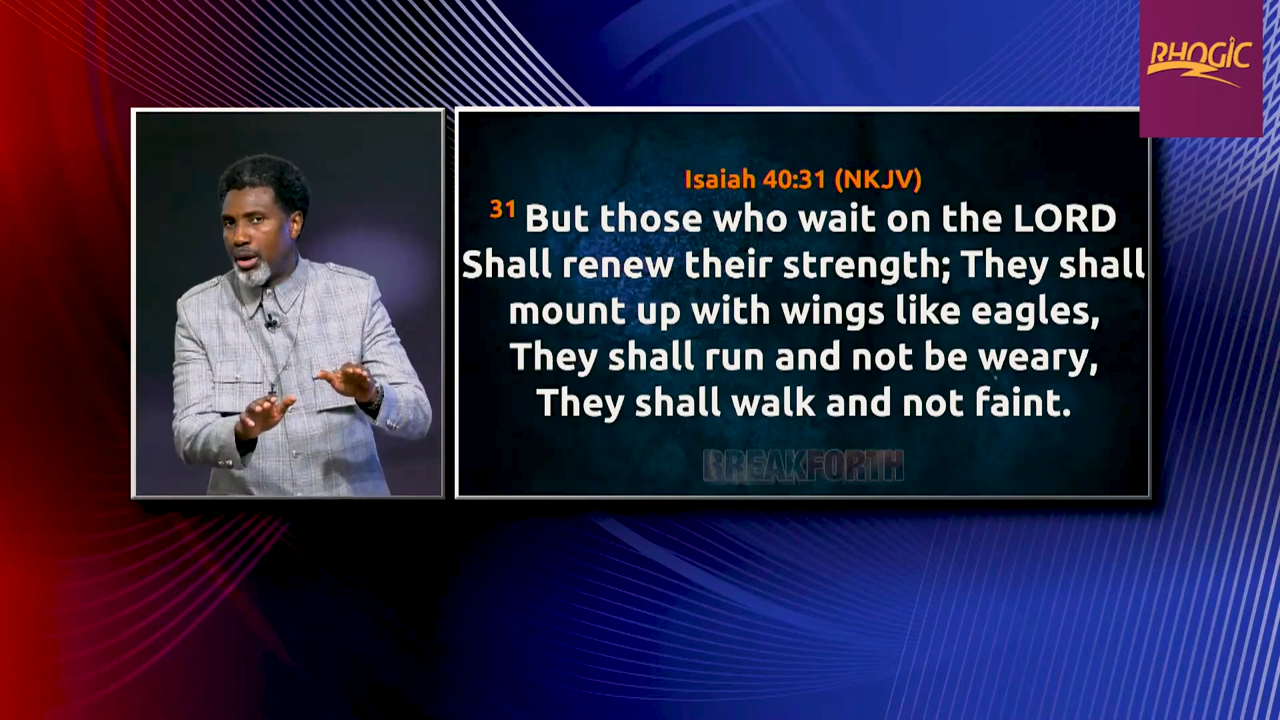 RHOGIC
Isaiah 40:31 (NKJV)
31 But those who wait on the LORD
Shall renew their strength; They shall
mount up with wings like eagles,
They shall run and not be weary,
They shall walk and not faint.
BREAKFORTH